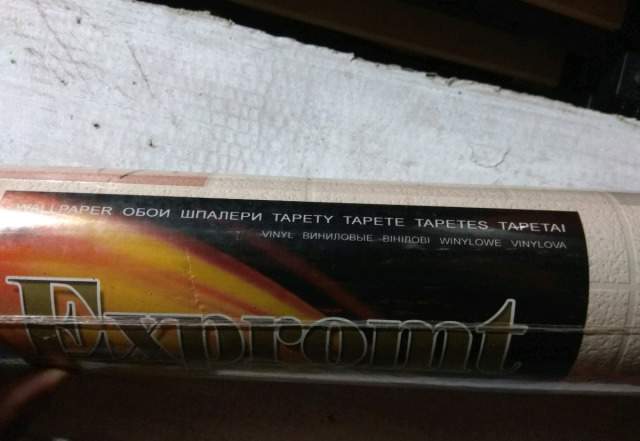 WALLPAPER ОБОИ ШПАЛЕРИ TAPETY TAPETE TAPETES TAPETAI
VINYL ВИНИЛОВЫЕ ВІНІЛОВІ WINYLOWE VINYLOVA
Expromt